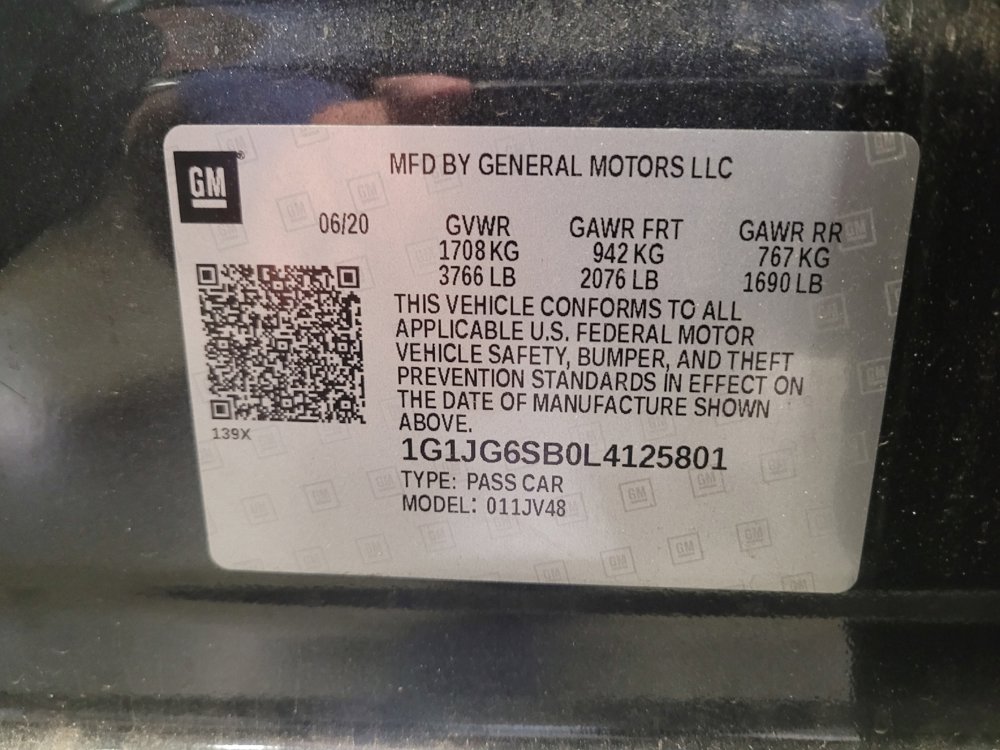 GM
MFD BY GENERAL MOTORS LLC
06/20 GVWR GAWR FRT GAWR RR
1708 KG 942 KG 767 KG
3766 LB 2076 LB 1690 LB
THIS VEHICLE CONFORMS TO ALL
APPLICABLE U.S. FEDERAL MOTOR
VEHICLE SAFETY, BUMPER, AND THEFT
PREVENTION STANDARDS IN EFFECT ON
THE DATE OF MANUFACTURE SHOWN
ABOVE.
139X
1G1JG6SB0L4125801
TYPE: PASS CAR
MODEL: 011JV48